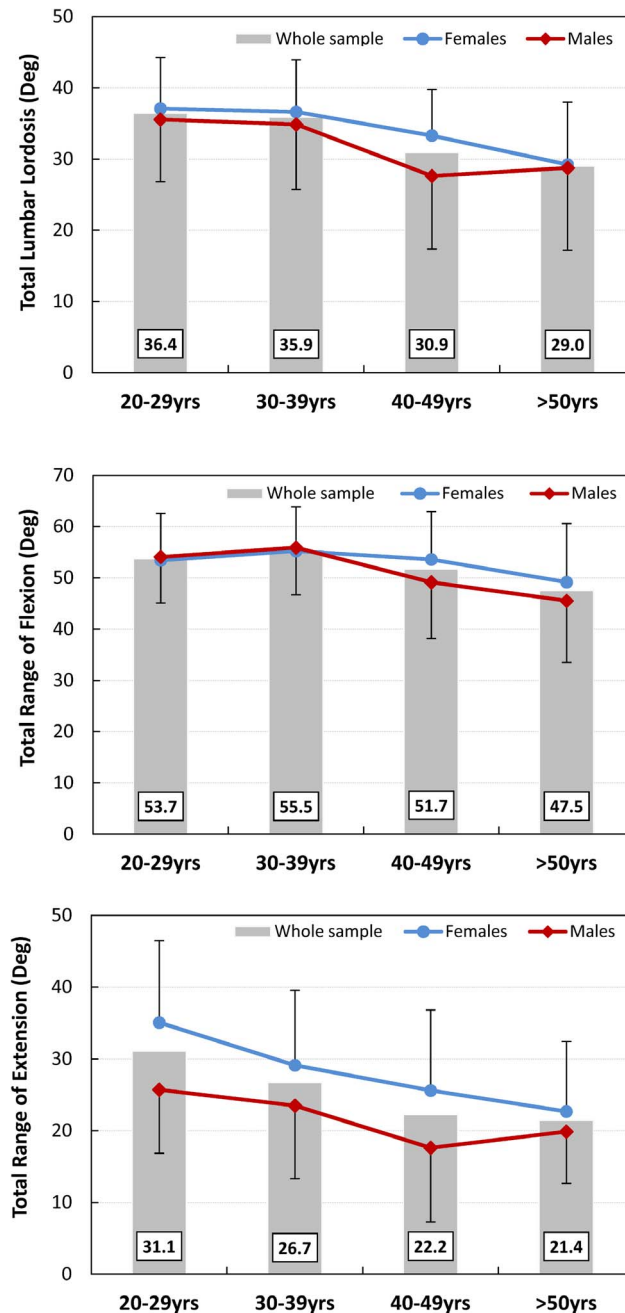 Total Lumbar Lordosis (Deg)
50
40
30
20
10
0
Whole sample Females Males
36.4 35.9 30.9 29.0
20-29yrs 30-39yrs 40-49yrs >50yrs
Total Range of Flexion (Deg)
70
60
50
40
30
20
10
0
Whole sample Females Males
53.7 55.5 51.7 47.5
20-29yrs 30-39yrs 40-49yrs >50yrs
Total Range of Extension (Deg)
50
40
30
20
10
0
Whole sample Females Males
31.1 26.7 22.2 21.4
20-29yrs 30-39yrs 40-49yrs >50yrs